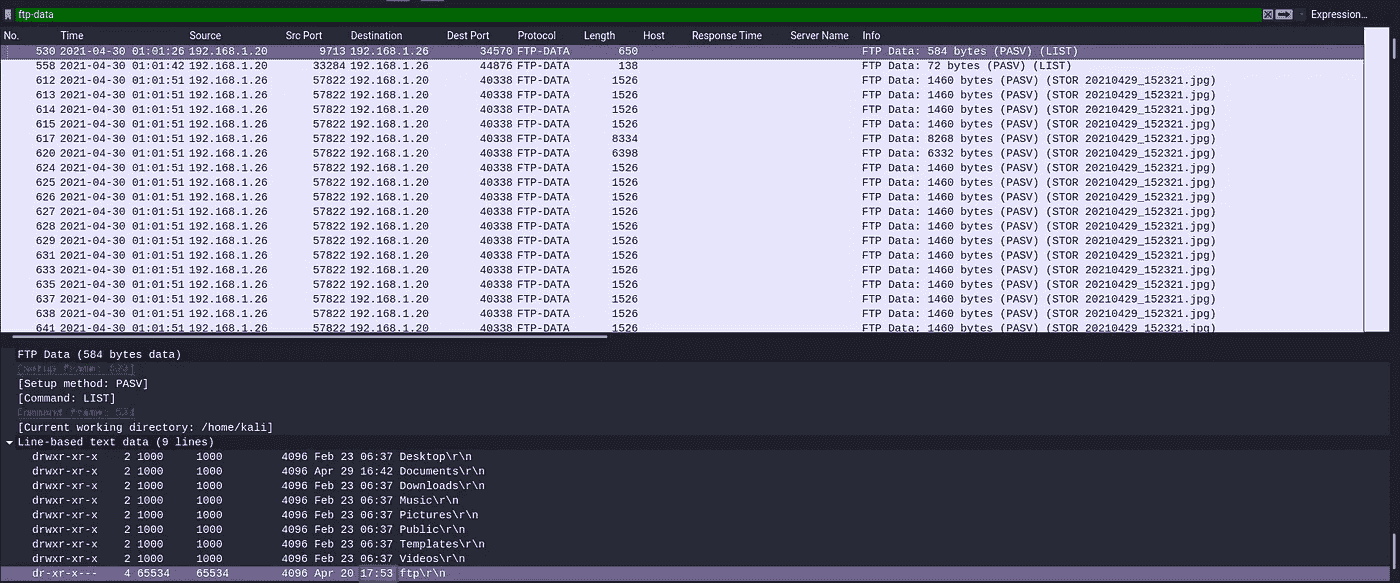 ftp-data Expression...
No. Time Source Src Port Destination Dest Port Protocol Length Host Response Time Server Name Info
530 2021-04-30 01:01:26 192.168.1.20 9713 192.168.1.26 34570 FTP-DATA 650 FTP Data: 584 bytes (PASV) (LIST)
558 2021-04-30 01:01:42 192.168.1.20 33284 192.168.1.26 44876 FTP-DATA 138 FTP Data: 72 bytes (PASV) (LIST)
612 2021-04-30 01:01:51 192.168.1.26 57822 192.168.1.20 40338 FTP-DATA 1526 FTP Data: 1460 bytes (PASV) (STOR 20210429_152321.jpg)
613 2021-04-30 01:01:51 192.168.1.26 57822 192.168.1.20 40338 FTP-DATA 1526 FTP Data: 1460 bytes (PASV) (STOR 20210429_152321.jpg)
614 2021-04-30 01:01:51 192.168.1.26 57822 192.168.1.20 40338 FTP-DATA 1526 FTP Data: 1460 bytes (PASV) (STOR 20210429_152321.jpg)
615 2021-04-30 01:01:51 192.168.1.26 57822 192.168.1.20 40338 FTP-DATA 1526 FTP Data: 1460 bytes (PASV) (STOR 20210429_152321.jpg)
617 2021-04-30 01:01:51 192.168.1.26 57822 192.168.1.20 40338 FTP-DATA 8334 FTP Data: 8268 bytes (PASV) (STOR 20210429_152321.jpg)
620 2021-04-30 01:01:51 192.168.1.26 57822 192.168.1.20 40338 FTP-DATA 6398 FTP Data: 6332 bytes (PASV) (STOR 20210429_152321.jpg)
624 2021-04-30 01:01:51 192.168.1.26 57822 192.168.1.20 40338 FTP-DATA 1526 FTP Data: 1460 bytes (PASV) (STOR 20210429_152321.jpg)
625 2021-04-30 01:01:51 192.168.1.26 57822 192.168.1.20 40338 FTP-DATA 1526 FTP Data: 1460 bytes (PASV) (STOR 20210429_152321.jpg)
626 2021-04-30 01:01:51 192.168.1.26 57822 192.168.1.20 40338 FTP-DATA 1526 FTP Data: 1460 bytes (PASV) (STOR 20210429_152321.jpg)
627 2021-04-30 01:01:51 192.168.1.26 57822 192.168.1.20 40338 FTP-DATA 1526 FTP Data: 1460 bytes (PASV) (STOR 20210429_152321.jpg)
628 2021-04-30 01:01:51 192.168.1.26 57822 192.168.1.20 40338 FTP-DATA 1526 FTP Data: 1460 bytes (PASV) (STOR 20210429_152321.jpg)
629 2021-04-30 01:01:51 192.168.1.26 57822 192.168.1.20 40338 FTP-DATA 1526 FTP Data: 1460 bytes (PASV) (STOR 20210429_152321.jpg)
631 2021-04-30 01:01:51 192.168.1.26 57822 192.168.1.20 40338 FTP-DATA 1526 FTP Data: 1460 bytes (PASV) (STOR 20210429_152321.jpg)
633 2021-04-30 01:01:51 192.168.1.26 57822 192.168.1.20 40338 FTP-DATA 1526 FTP Data: 1460 bytes (PASV) (STOR 20210429_152321.jpg)
635 2021-04-30 01:01:51 192.168.1.26 57822 192.168.1.20 40338 FTP-DATA 1526 FTP Data: 1460 bytes (PASV) (STOR 20210429_152321.jpg)
637 2021-04-30 01:01:51 192.168.1.26 57822 192.168.1.20 40338 FTP-DATA 1526 FTP Data: 1460 bytes (PASV) (STOR 20210429_152321.jpg)
638 2021-04-30 01:01:51 192.168.1.26 57822 192.168.1.20 40338 FTP-DATA 1526 FTP Data: 1460 bytes (PASV) (STOR 20210429_152321.jpg)
641 2021-04-30 01:01:51 192.168.1.26 57822 192.168.1.20 40338 FTP-DATA 1526 FTP Data: 1460 bytes (PASV) (STOR 20210429_152321.jpg)
FTP Data (584 bytes data)
[Setup method: PASV]
[Command: LIST]
[Current working directory: /home/kali]
Line-based text data (9 lines)
drwxr-xr-x 2 1000 1000 4096 Feb 23 06:37 Desktop\r\n
drwxr-xr-x 2 1000 1000 4096 Apr 29 16:42 Documents\r\n
drwxr-xr-x 2 1000 1000 4096 Feb 23 06:37 Downloads\r\n
drwxr-xr-x 2 1000 1000 4096 Feb 23 06:37 Music\r\n
drwxr-xr-x 2 1000 1000 4096 Feb 23 06:37 Pictures\r\n
drwxr-xr-x 2 1000 1000 4096 Feb 23 06:37 Public\r\n
drwxr-xr-x 2 1000 1000 4096 Feb 23 06:37 Templates\r\n
drwxr-xr-x 2 1000 1000 4096 Feb 23 06:37 Videos\r\n
dr-xr-x--- 4 65534 65534 4096 Apr 20 17:53 ftp\r\n